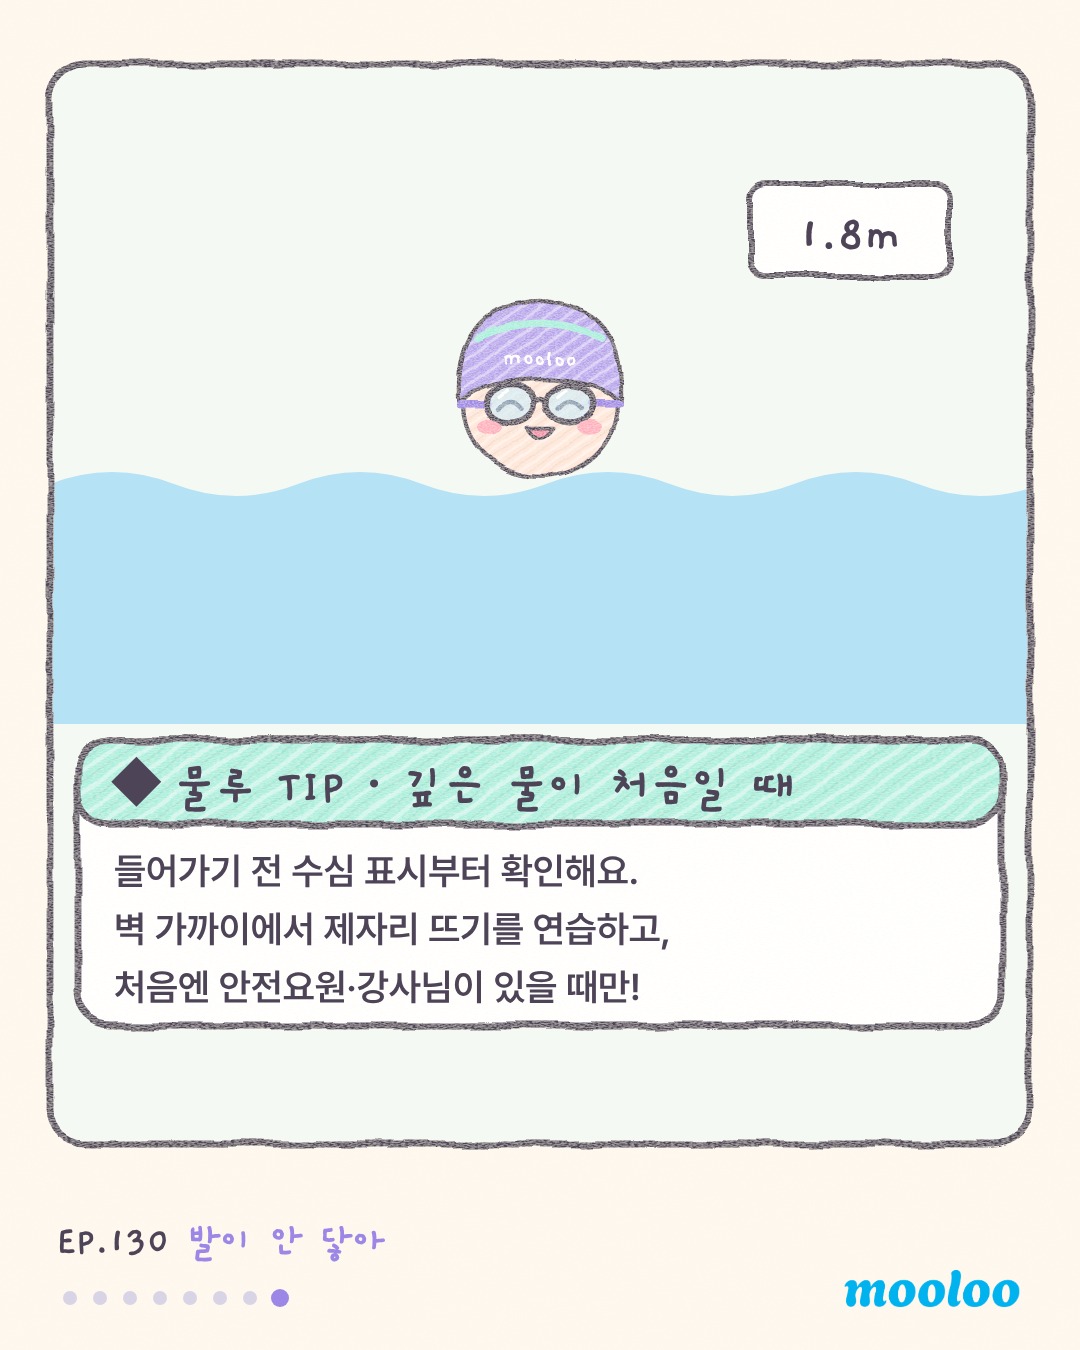 1.8m
mooloo
물루 TIP · 깊은 물이 처음일 때
들어가기 전 수심 표시부터 확인해요.
벽 가까이에서 제자리 뜨기를 연습하고,
처음엔 안전요원·강사님이 있을 때만!
EP.130 발이 안 닿아
mooloo